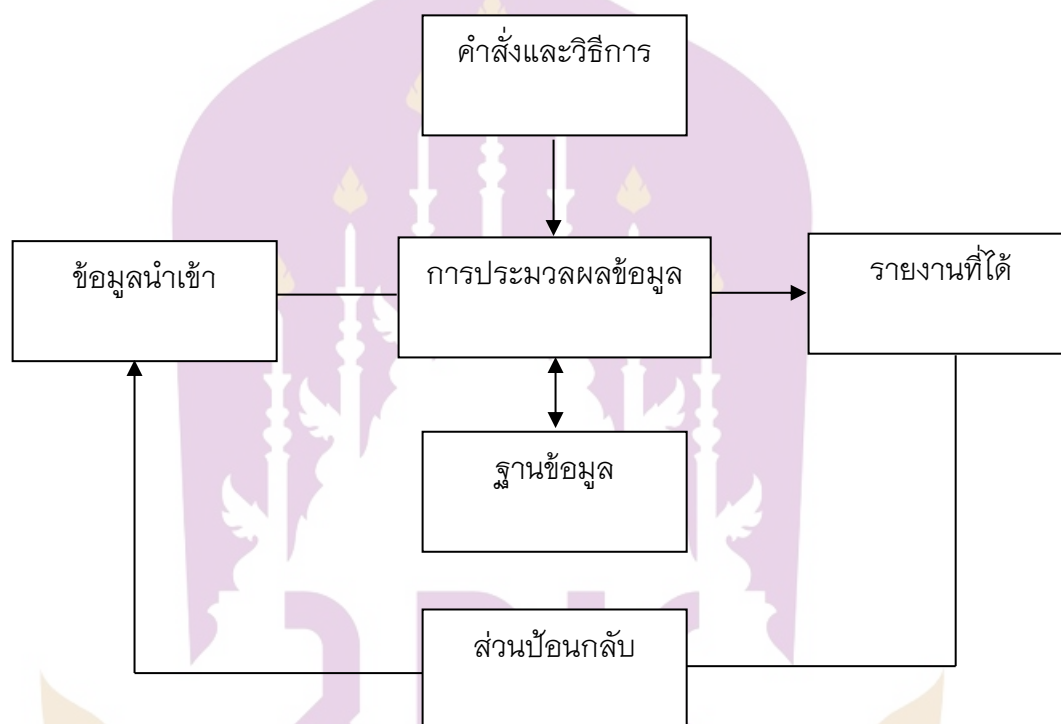 คำสั่งและวิธีการ
ข้อมูลนำเข้า
การประมวลผลข้อมูล
รายงานที่ได้
ฐานข้อมูล
ส่วนป้อนกลับ